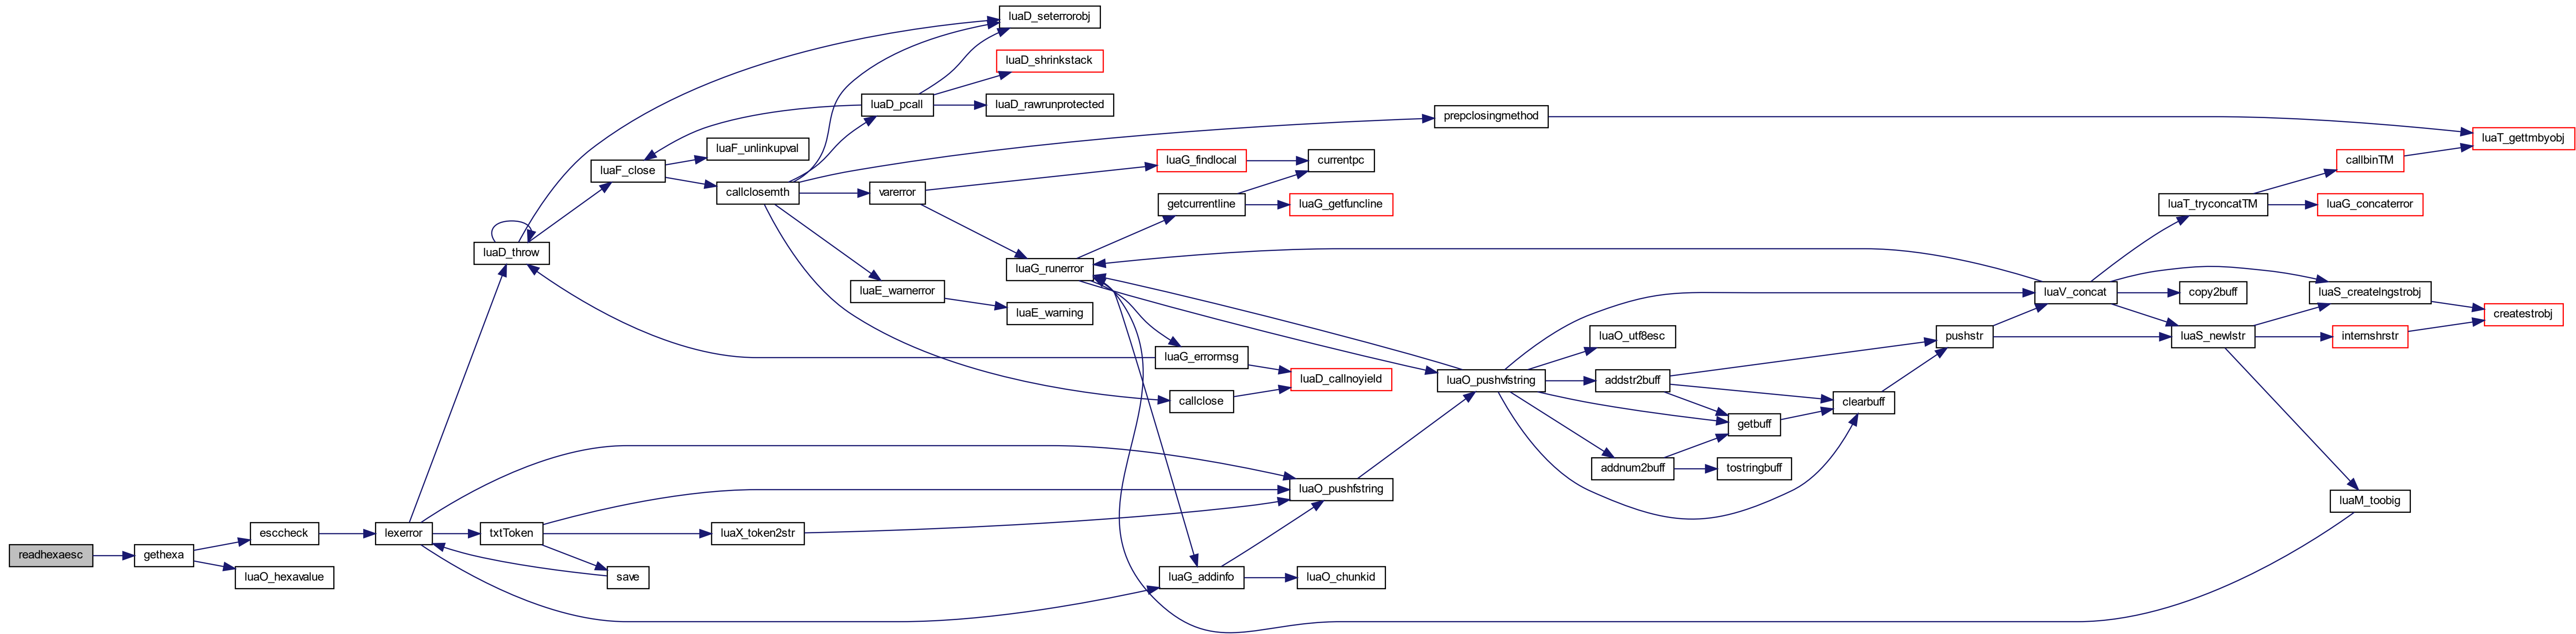 readhexaesc
gethexa
esccheck
luaO_hexavalue
lexerror
luaD_throw
txtToken
luaF_close
save
luaX_token2str
luaF_unlinkupval
callclosemth
luaD_pcall
varerror
luaE_warnerror
luaD_seterrorobj
luaD_shrinkstack
luaD_rawrunprotected
luaG_runerror
luaE_warning
luaG_findlocal
getcurrentline
luaG_errormsg
callclose
luaG_addinfo
currentpc
luaG_getfuncline
luaD_callnoyield
luaO_pushfstring
luaO_chunkid
prepclosingmethod
luaO_pushvfstring
luaO_utf8esc
addstr2buff
addnum2buff
getbuff
tostringbuff
clearbuff
pushstr
luaV_concat
luaT_tryconcatTM
copy2buff
luaS_newlstr
callbinTM
luaG_concaterror
luaS_createlngstrobj
internshrstr
luaM_toobig
luaT_gettmbyobj
createstrobj